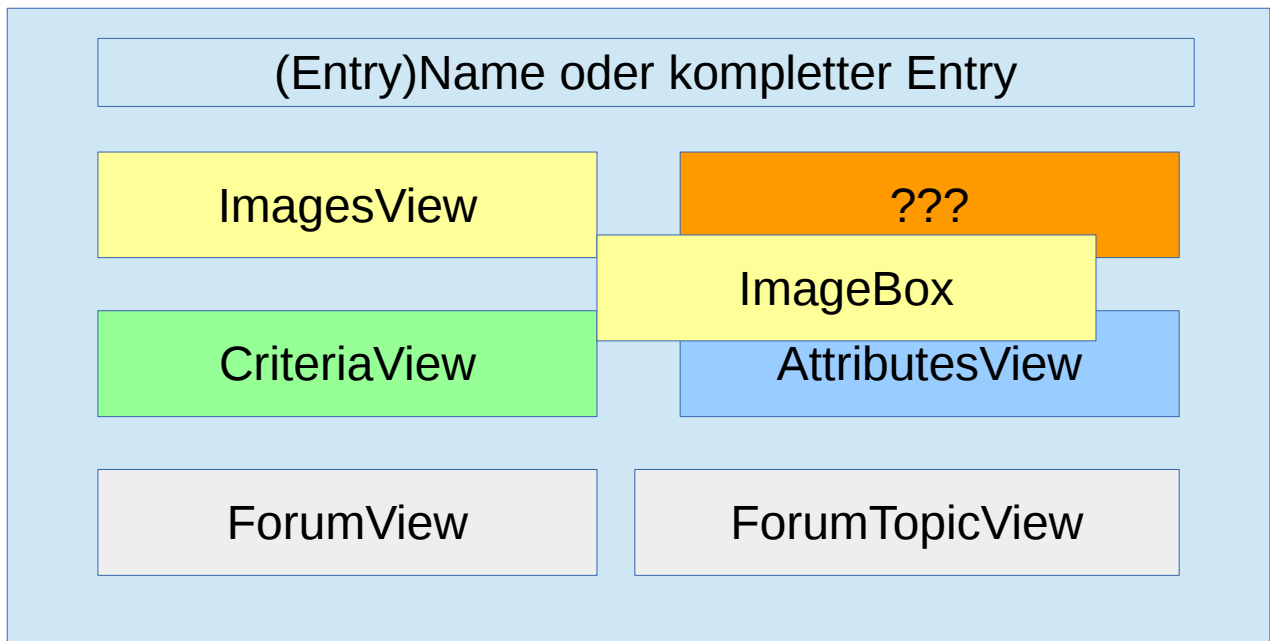 (Entry)Name oder kompletter Entry
ImagesView
???
ImageBox
CriteriaView
AttributesView
ForumView
ForumTopicView